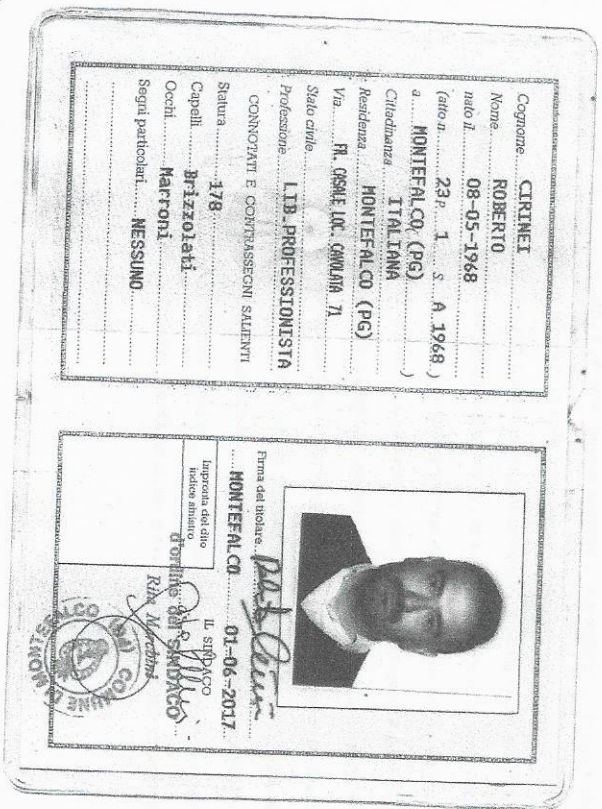 Cognome CIRINEI
Nome ROBERTO
nato il 08-05-1968
(atto n. 23 P. 1 S. A 1968)
a MONTEFALCO (PG) )
Cittadinanza ITALIANA
Residenza MONTEFALCO (PG)
Via FR. CASALE LOC. CAMOLATA 71
Stato civile
Professione LIB.PROFESSIONISTA
CONNOTATI E CONTRASSEGNI SALIENTI
Statura 178
Capelli Brizzolati
Occhi Marroni
Segni particolari NESSUNO
Firma del titolare
MONTEFALCO 01-06-2017
Impronta del dito
indice sinistro
IL SINDACO
d'ordine del SINDACO
Rita Marchini
COMUNE DI MONTEFALCO